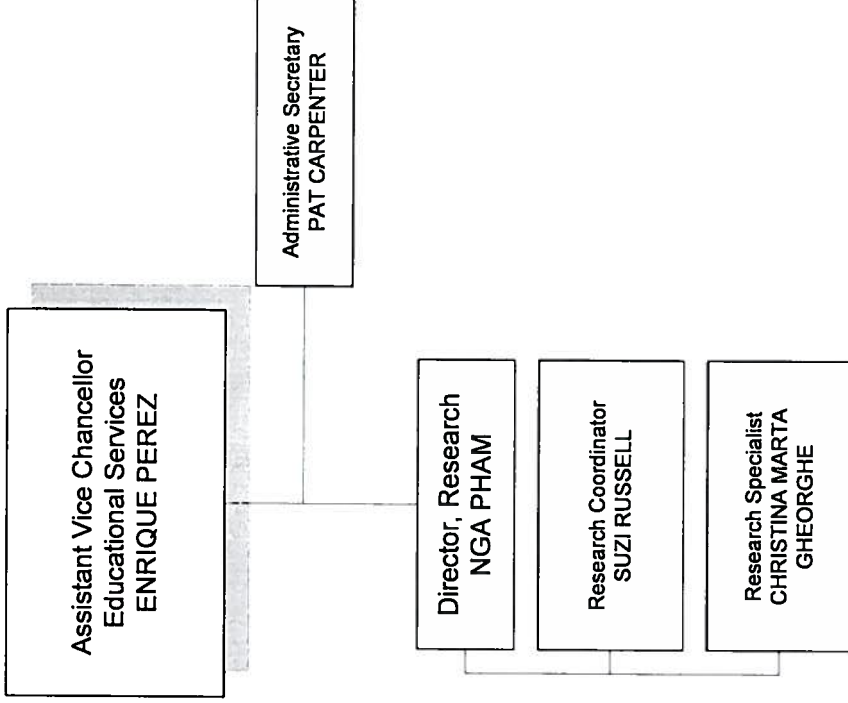 Assistant Vice Chancellor
Educational Services
ENRIQUE PEREZ
Administrative Secretary
PAT CARPENTER
Director, Research
NGA PHAM
Research Coordinator
SUZI RUSSELL
Research Specialist
CHRISTINA MARTA
GHEORGHE